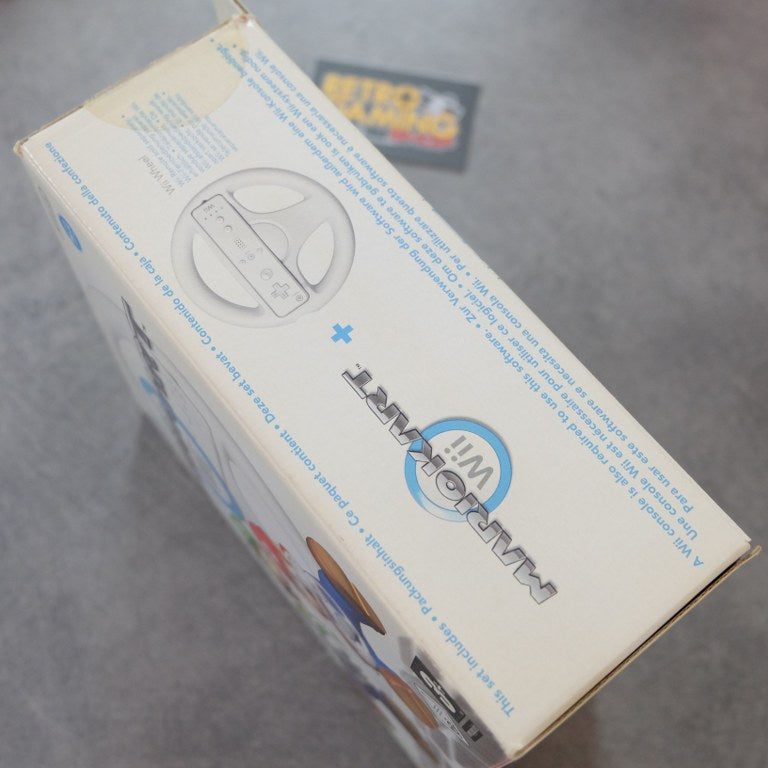 This set includes • Packungsinhalt • Ce paquet contient • Deze set bevat • Contenido de la caja • Contenuto della confezione
MARIOKART™
Wii
+
Wii
Wii Wheel
A Wii console is also required to use this software. • Zur Verwendung der Software wird außerdem eine Wii-Konsole benötigt. •
Une console Wii est nécessaire pour utiliser ce logiciel. • Om deze software te gebruiken is ook een Wii-systeem nodig. •
Para usar este software se necesita una consola Wii. • Per utilizzare questo software è necessaria una console Wii.
RETRO
GAMING